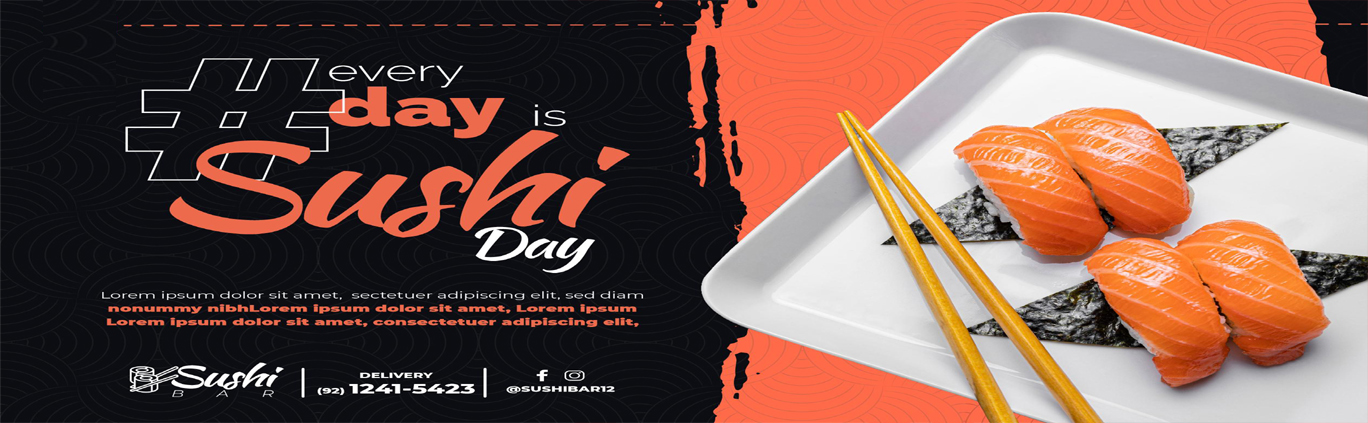 #
every
day is
Sushi
Day
Lorem ipsum dolor sit amet, sectetuer adipiscing elit, sed diam
nonummy nibhLorem ipsum dolor sit amet, Lorem ipsum
Lorem ipsum dolor sit amet, consectetuer adipiscing elit,
Sushi
BAR
DELIVERY
(92) 1241-5423
@SUSHIBAR12